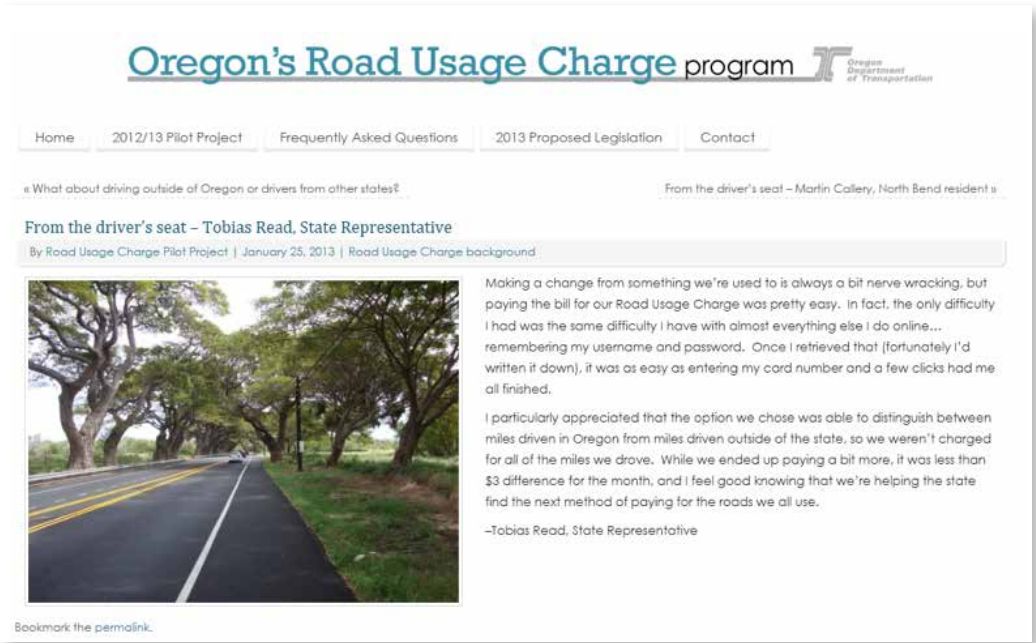 Oregon's Road Usage Charge program
Oregon
Department
of Transportation
Home 2012/13 Pilot Project Frequently Asked Questions 2013 Proposed Legislation Contact
« What about driving outside of Oregon or drivers from other states? From the driver's seat – Martin Callery, North Bend resident »
From the driver's seat – Tobias Read, State Representative
By Road Usage Charge Pilot Project | January 25, 2013 | Road Usage Charge background
Making a change from something we're used to is always a bit nerve wracking, but
paying the bill for our Road Usage Charge was pretty easy. In fact, the only difficulty
I had was the same difficulty I have with almost everything else I do online...
remembering my username and password. Once I retrieved that (fortunately I'd
written it down), it was as easy as entering my card number and a few clicks had me
all finished.
I particularly appreciated that the option we chose was able to distinguish between
miles driven in Oregon from miles driven outside of the state, so we weren't charged
for all of the miles we drove. While we ended up paying a bit more, it was less than
$3 difference for the month, and I feel good knowing that we're helping the state
find the next method of paying for the roads we all use.
–Tobias Read, State Representative
Bookmark the permalink.